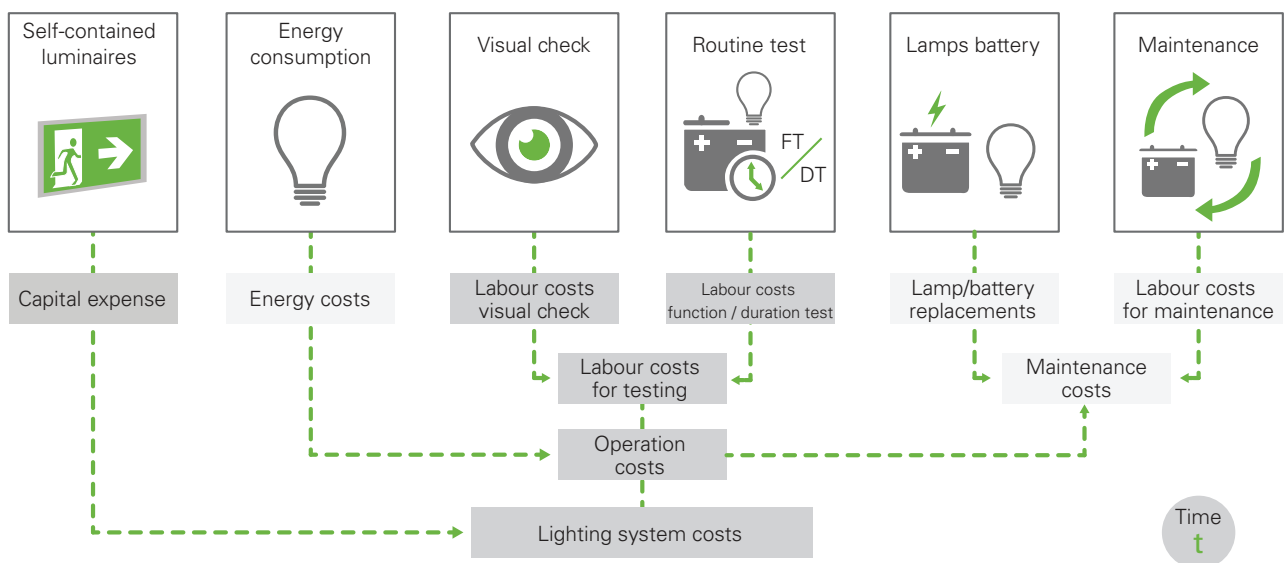 Self-contained
luminaires
Energy
consumption
Visual check
Routine test
FT
DT
Lamps battery
Maintenance
Capital expense
Energy costs
Labour costs
visual check
Labour costs
function / duration test
Lamp/battery
replacements
Labour costs
for maintenance
Labour costs
for testing
Maintenance
costs
Operation
costs
Lighting system costs
Time
t